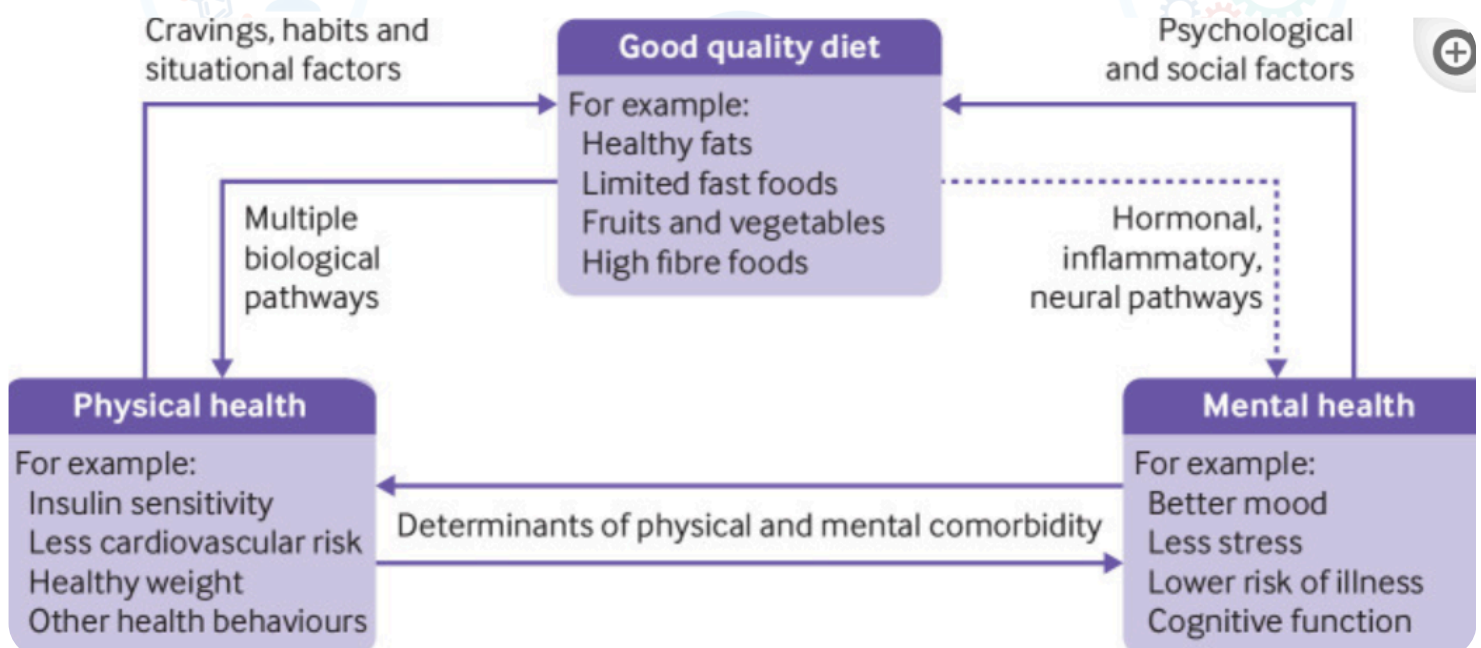 Cravings, habits and
situational factors
Good quality diet
For example:
Healthy fats
Limited fast foods
Fruits and vegetables
High fibre foods
Psychological
and social factors
Multiple
biological
pathways
Hormonal,
inflammatory,
neural pathways
Physical health
For example:
Insulin sensitivity
Less cardiovascular risk
Healthy weight
Other health behaviours
Determinants of physical and mental comorbidity
Mental health
For example:
Better mood
Less stress
Lower risk of illness
Cognitive function